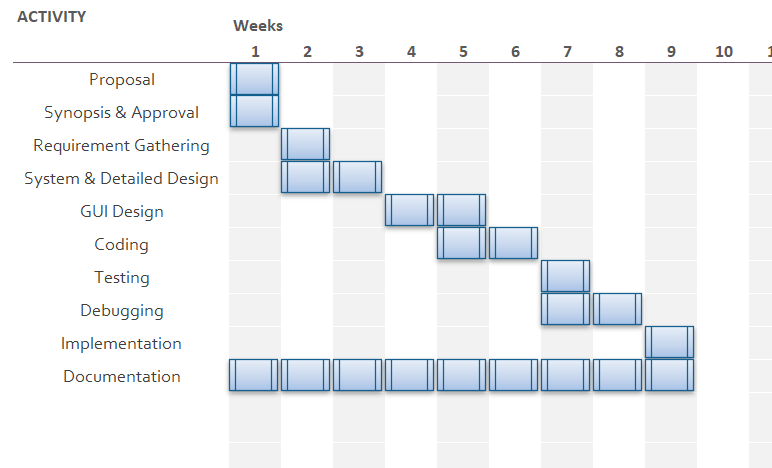 ACTIVITY
Weeks
1 2 3 4 5 6 7 8 9 10
Proposal
Synopsis & Approval
Requirement Gathering
System & Detailed Design
GUI Design
Coding
Testing
Debugging
Implementation
Documentation